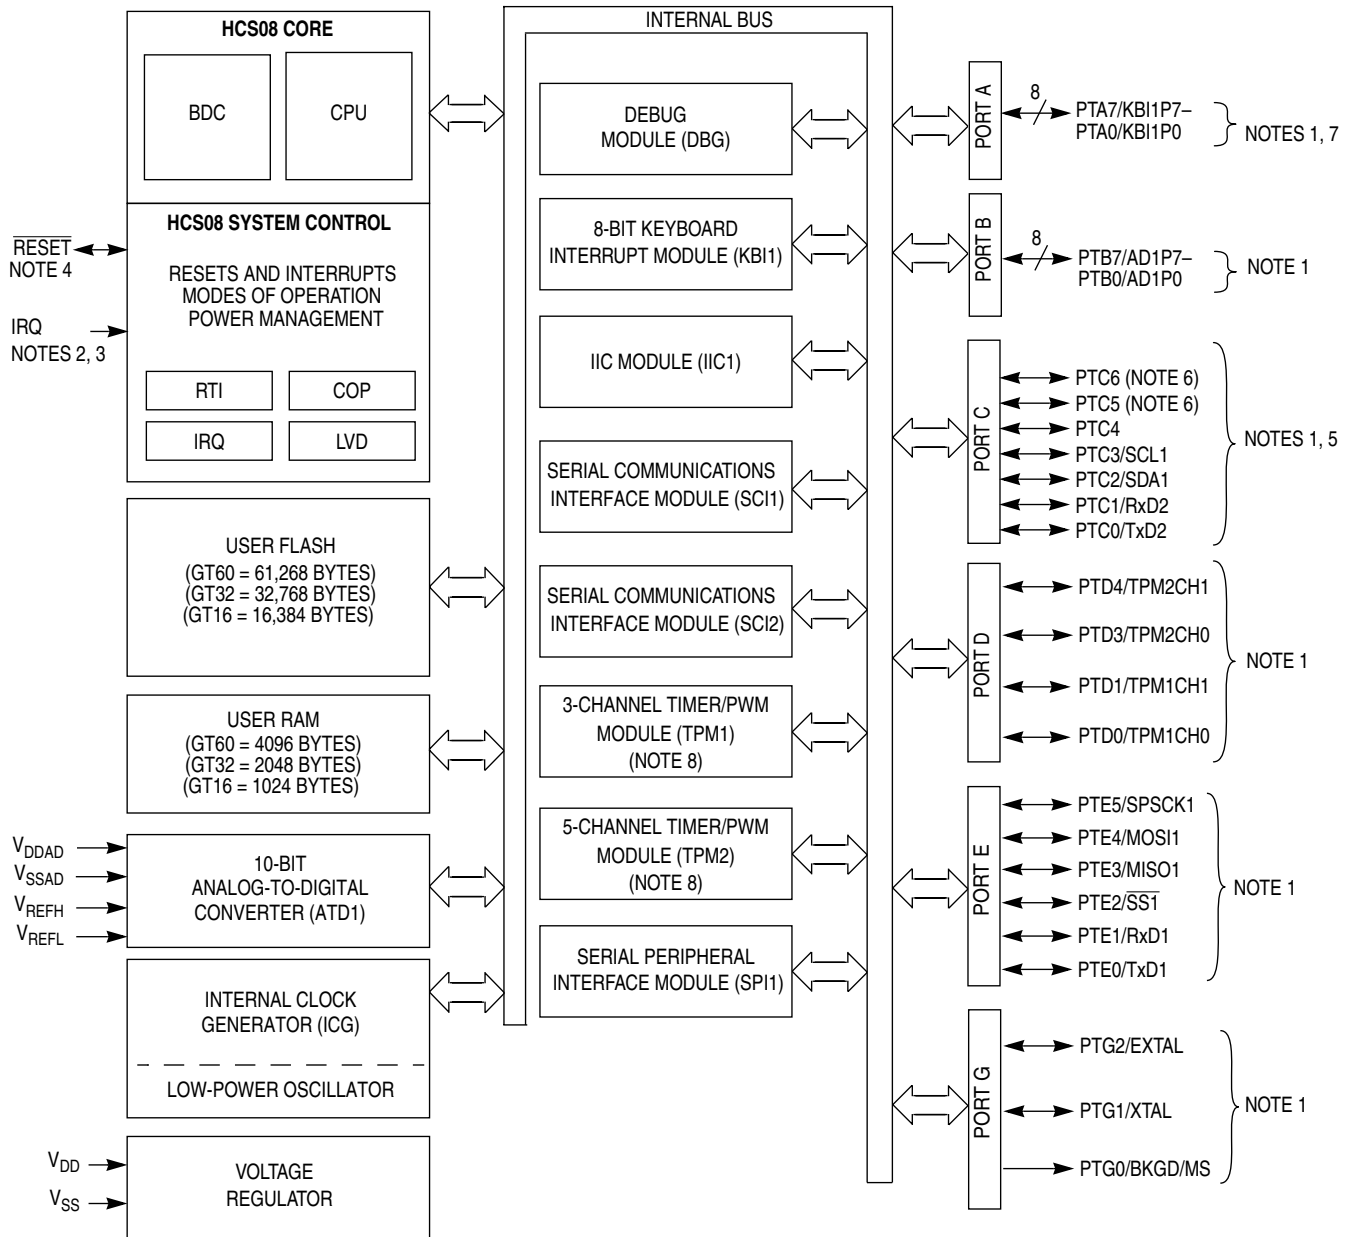 HCS08 CORE
BDC
CPU
HCS08 SYSTEM CONTROL
RESETS AND INTERRUPTS
MODES OF OPERATION
POWER MANAGEMENT
RTI
COP
IRQ
LVD
RESET
NOTE 4
IRQ
NOTES 2, 3
USER FLASH
(GT60 = 61,268 BYTES)
(GT32 = 32,768 BYTES)
(GT16 = 16,384 BYTES)
USER RAM
(GT60 = 4096 BYTES)
(GT32 = 2048 BYTES)
(GT16 = 1024 BYTES)
VDDAD
VSSAD
VREFH
VREFL
10-BIT
ANALOG-TO-DIGITAL
CONVERTER (ATD1)
INTERNAL CLOCK
GENERATOR (ICG)
LOW-POWER OSCILLATOR
VDD
VSS
VOLTAGE
REGULATOR
INTERNAL BUS
DEBUG
MODULE (DBG)
8-BIT KEYBOARD
INTERRUPT MODULE (KBI1)
IIC MODULE (IIC1)
SERIAL COMMUNICATIONS
INTERFACE MODULE (SCI1)
SERIAL COMMUNICATIONS
INTERFACE MODULE (SCI2)
3-CHANNEL TIMER/PWM
MODULE (TPM1)
(NOTE 8)
5-CHANNEL TIMER/PWM
MODULE (TPM2)
(NOTE 8)
SERIAL PERIPHERAL
INTERFACE MODULE (SPI1)
PORT A
8
PTA7/KBI1P7–
PTA0/KBI1P0
NOTES 1, 7
PORT B
8
PTB7/AD1P7–
PTB0/AD1P0
NOTE 1
PORT C
PTC6 (NOTE 6)
PTC5 (NOTE 6)
PTC4
PTC3/SCL1
PTC2/SDA1
PTC1/RxD2
PTC0/TxD2
NOTES 1, 5
PORT D
PTD4/TPM2CH1
PTD3/TPM2CH0
PTD1/TPM1CH1
PTD0/TPM1CH0
NOTE 1
PORT E
PTE5/SPSCK1
PTE4/MOSI1
PTE3/MISO1
PTE2/SS1
PTE1/RxD1
PTE0/TxD1
NOTE 1
PORT G
PTG2/EXTAL
PTG1/XTAL
PTG0/BKGD/MS
NOTE 1